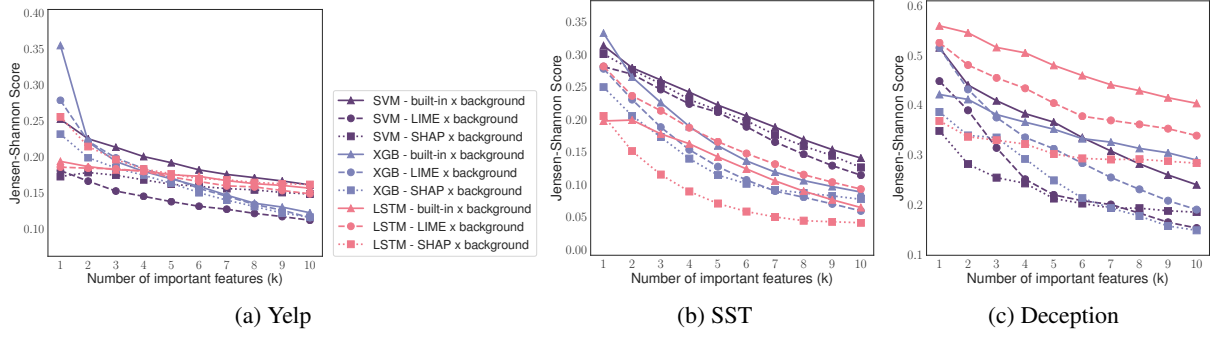 0.40
0.35
0.30
0.25
0.20
0.15
0.10
Jensen-Shannon Score
1 2 3 4 5 6 7 8 9 10
Number of important features (k)
(a) Yelp
SVM - built-in x background
SVM - LIME x background
SVM - SHAP x background
XGB - built-in x background
XGB - LIME x background
XGB - SHAP x background
LSTM - built-in x background
LSTM - LIME x background
LSTM - SHAP x background
0.35
0.30
0.25
0.20
0.15
0.10
0.05
0.00
Jensen-Shannon Score
1 2 3 4 5 6 7 8 9 10
Number of important features (k)
(b) SST
0.6
0.5
0.4
0.3
0.2
0.1
Jensen-Shannon Score
1 2 3 4 5 6 7 8 9 10
Number of important features (k)
(c) Deception